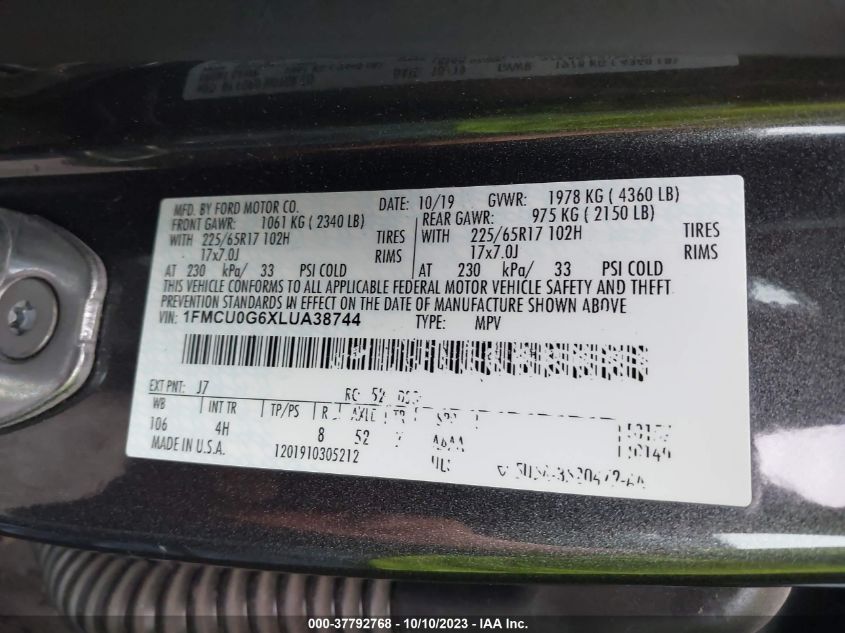 MFD. BY FORD MOTOR CO.
DATE: 10/19 GVWR: 1978 KG ( 4360 LB)
FRONT GAWR: 1061 KG ( 2340 LB)
REAR GAWR: 975 KG ( 2150 LB)
WITH 225/65R17 102H TIRES
WITH 225/65R17 102H TIRES
17x7.0J RIMS
17x7.0J RIMS
AT 230 kPa/ 33 PSI COLD
AT 230 kPa/ 33 PSI COLD
THIS VEHICLE CONFORMS TO ALL APPLICABLE FEDERAL MOTOR VEHICLE SAFETY AND THEFT
PREVENTION STANDARDS IN EFFECT ON THE DATE OF MANUFACTURE SHOWN ABOVE
VIN: 1FMCU0G6XLUA38744 TYPE: MPV
EXT PNT: J7 RC: 52
WB INT TR TP/PS R AXLE TR
106 4H 8 52
MADE IN U.S.A. 1201910305212
000-37792768 - 10/10/2023 - IAA Inc.